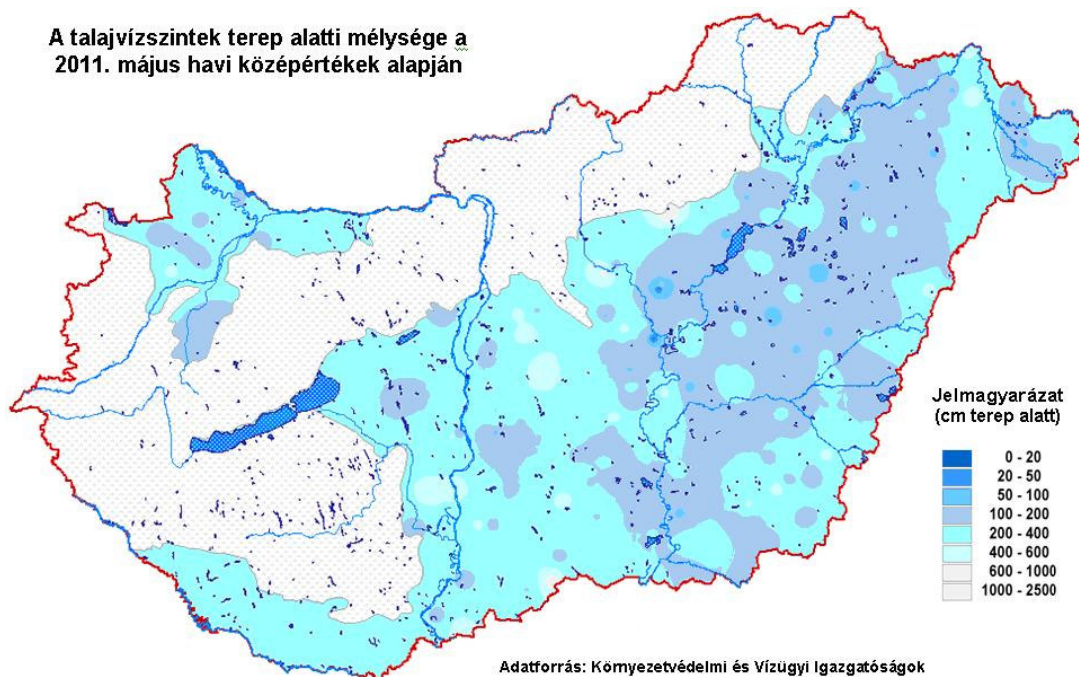 A talajvízszintek terep alatti mélysége a
2011. május havi középértékek alapján
Jelmagyarázat
(cm terep alatt)
0 - 20
20 - 50
50 - 100
100 - 200
200 - 400
400 - 600
600 - 1000
1000 - 2500
Adatforrás: Környezetvédelmi és Vízügyi Igazgatóságok